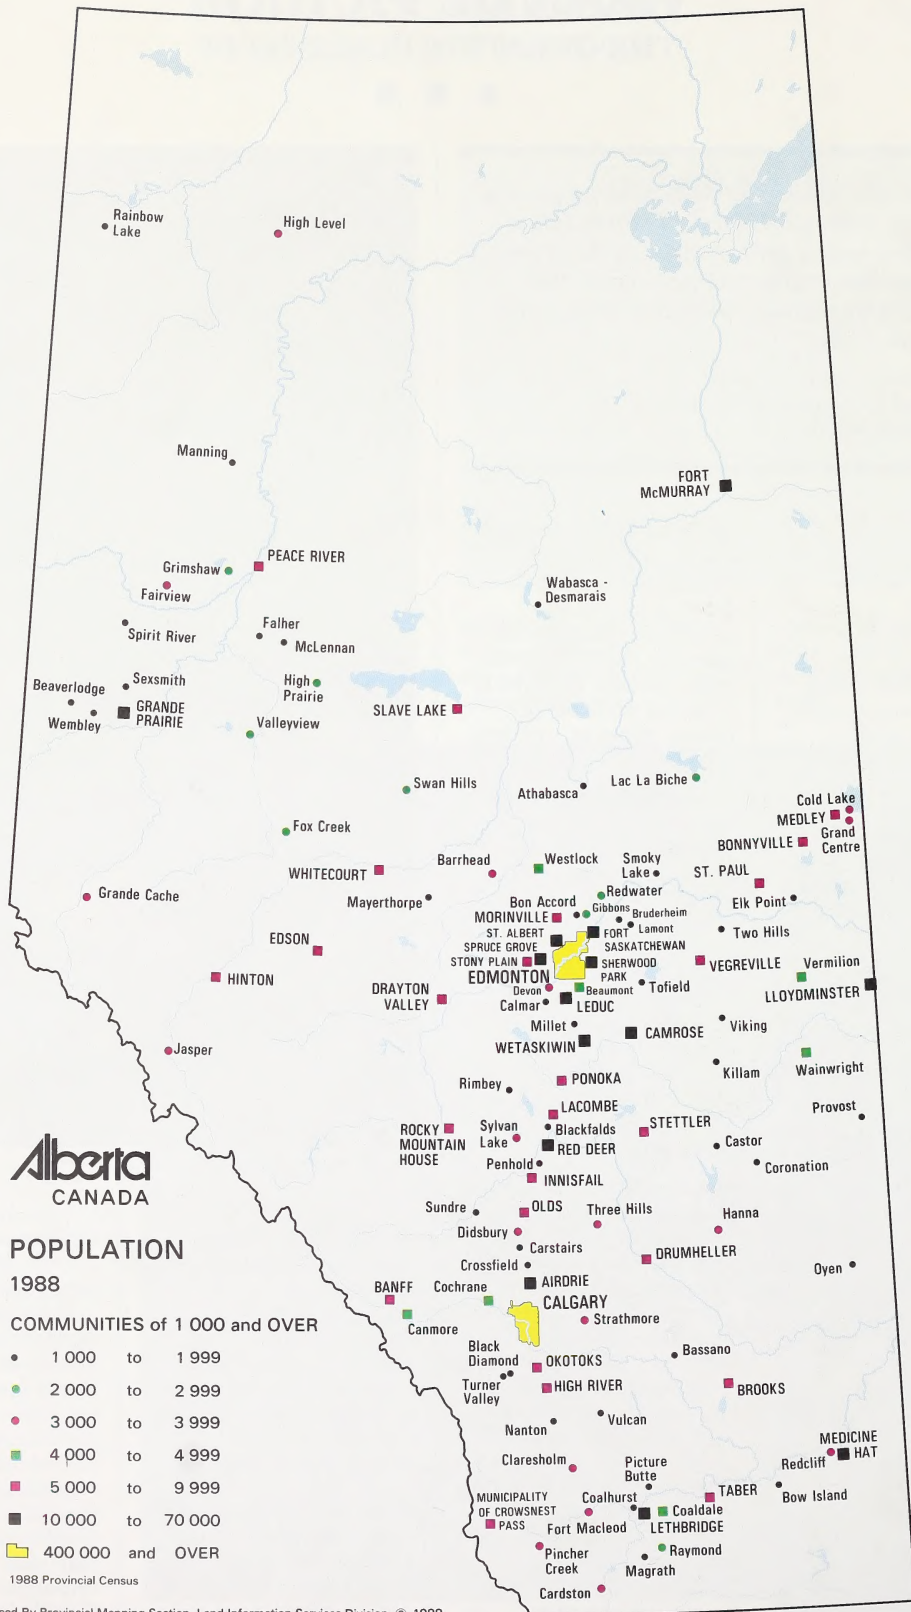 Rainbow
Lake
High Level
Manning
FORT
McMURRAY
PEACE RIVER
Grimshaw
Fairview
Wabasca -
Desmarais
Spirit River
Falher
McLennan
Beaverlodge
Sexsmith
High
Prairie
Wembley
GRANDE
PRAIRIE
SLAVE LAKE
Valleyview
Swan Hills
Athabasca
Lac La Biche
Cold Lake
MEDLEY
Grand
Centre
Fox Creek
BONNYVILLE
WHITECOURT
Barrhead
Westlock
Smoky
Lake
ST. PAUL
Grande Cache
Mayerthorpe
Redwater
Elk Point
Bon Accord
Gibbons
Bruderheim
MORINVILLE
Lamont
Two Hills
EDSON
ST. ALBERT
FORT
SASKATCHEWAN
SPRUCE GROVE
STONY PLAIN
SHERWOOD
PARK
VEGREVILLE
Vermilion
HINTON
EDMONTON
DRAYTON
VALLEY
Devon
Beaumont
Tofield
LLOYDMINSTER
Calmar
LEDUC
Millet
CAMROSE
Viking
WETASKIWIN
Jasper
Wainwright
Killam
Rimbey
PONOKA
Provost
LACOMBE
ROCKY
MOUNTAIN
HOUSE
Sylvan
Lake
Blackfalds
STETTLER
RED DEER
Castor
Penhold
Coronation
INNISFAIL
Sundre
OLDS
Three Hills
Hanna
Didsbury
Carstairs
DRUMHELLER
Crossfield
Oyen
AIRDRIE
BANFF
Cochrane
CALGARY
Canmore
Strathmore
Black
Diamond
Bassano
Turner
Valley
OKOTOKS
HIGH RIVER
BROOKS
Nanton
Vulcan
MEDICINE
HAT
Redcliff
Claresholm
Picture
Butte
Bow Island
MUNICIPALITY
OF CROWSNEST
PASS
Coalhurst
TABER
Coaldale
Fort Macleod
LETHBRIDGE
Pincher
Creek
Raymond
Magrath
Cardston
Alberta
CANADA
POPULATION
1988
COMMUNITIES of 1 000 and OVER
1 000 to 1 999
2 000 to 2 999
3 000 to 3 999
4 000 to 4 999
5 000 to 9 999
10 000 to 70 000
400 000 and OVER
1988 Provincial Census
By Provincial Mapping Section, Land Information Services Division